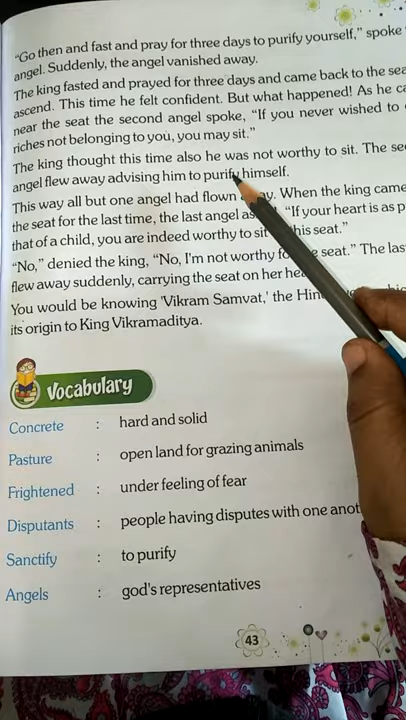 "Go then and fast and pray for three days to purify yourself," spoke
angel. Suddenly, the angel vanished away.
The king fasted and prayed for three days and came back to the sea
ascend. This time he felt confident. But what happened! As he ca
near the seat the second angel spoke, "If you never wished to
riches not belonging to you, you may sit."
The king thought this time also he was not worthy to sit. The se
angel flew away advising him to purify himself.
This way all but one angel had flown away. When the king came
the seat for the last time, the last angel as "If your heart is as p
that of a child, you are indeed worthy to sit this seat."
"No," denied the king, "No, I'm not worthy fo seat." The las
flew away suddenly, carrying the seat on her hea
You would be knowing 'Vikram Samvat,' the Hin
its origin to King Vikramaditya.
Vocabulary
Concrete : hard and solid
Pasture : open land for grazing animals
Frightened : under feeling of fear
Disputants : people having disputes with one anot
Sanctify : to purify
Angels : god's representatives
43